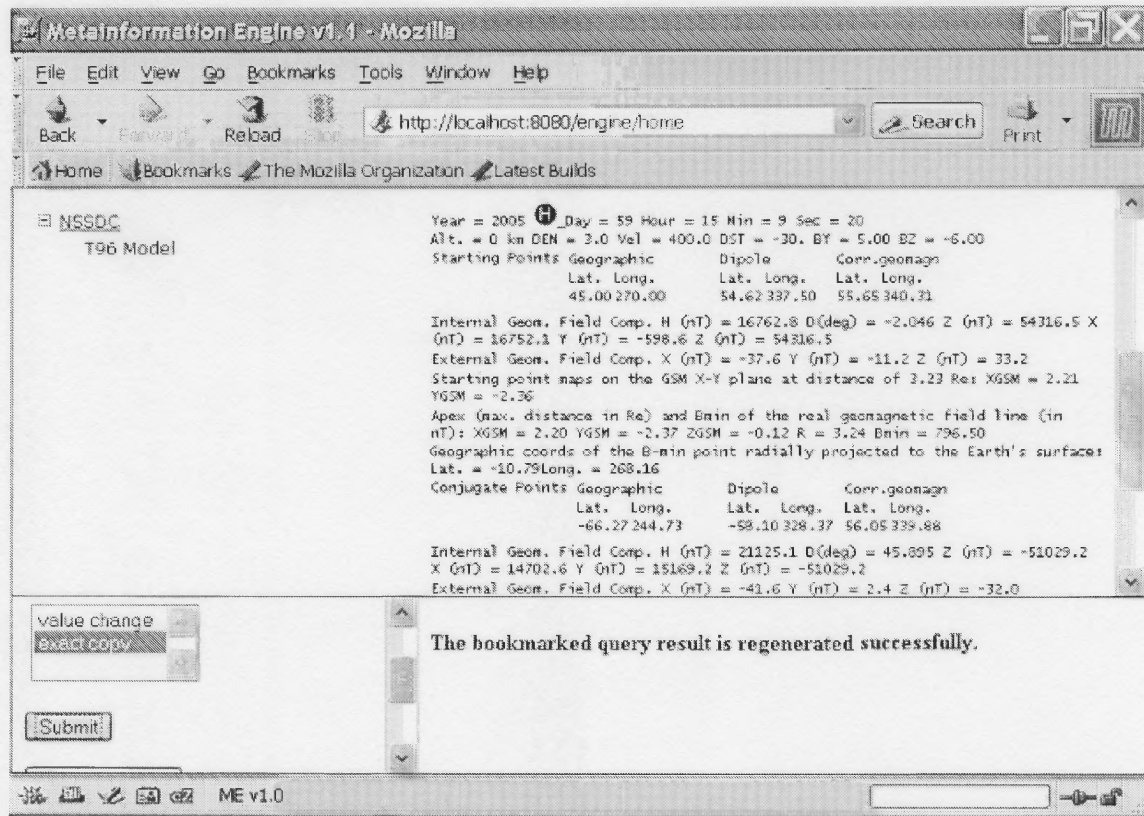 Metainformation Engine v1.1 - Mozilla
File Edit View Go Bookmarks Tools Window Help
Back Forward Reload Stop http://localhost:8080/engine/home Search Print
Home Bookmarks The Mozilla Organization Latest Builds
NSSDC
T96 Model
Year = 2005 H_Day = 59 Hour = 15 Min = 9 Sec = 20
Alt. = 0 km DEN = 3.0 Vel = 400.0 DST = -30. BY = 5.00 BZ = -6.00
Starting Points Geographic Dipole Corr.geomagn
Lat. Long. Lat. Long. Lat. Long.
45.00 270.00 54.62 337.50 55.65 340.31
Internal Geom. Field Comp. H (nT) = 16762.8 D(deg) = -2.046 Z (nT) = 54316.5 X
(nT) = 16752.1 Y (nT) = -598.6 Z (nT) = 54316.5
External Geom. Field Comp. X (nT) = -37.6 Y (nT) = -11.2 Z (nT) = 33.2
Starting point maps on the GSM X-Y plane at distance of 3.23 Re: XGSM = 2.21
YGSM = -2.36
Apex (max. distance in Re) and Bmin of the real geomagnetic field line (in
nT): XGSM = 2.20 YGSM = -2.37 ZGSM = -0.12 R = 3.24 Bmin = 796.50
Geographic coords of the B-min point radially projected to the Earth's surface:
Lat. = -10.79Long. = 268.16
Conjugate Points Geographic Dipole Corr.geomagn
Lat. Long. Lat. Long. Lat. Long.
-66.27 244.73 -58.10 328.37 56.05 339.88
Internal Geom. Field Comp. H (nT) = 21125.1 D(deg) = 45.895 Z (nT) = -51029.2
X (nT) = 14702.6 Y (nT) = 15169.2 Z (nT) = -51029.2
External Geom. Field Comp. X (nT) = -41.6 Y (nT) = 2.4 Z (nT) = -32.0
value change
exact copy
Submit
The bookmarked query result is regenerated successfully.
ME v1.0